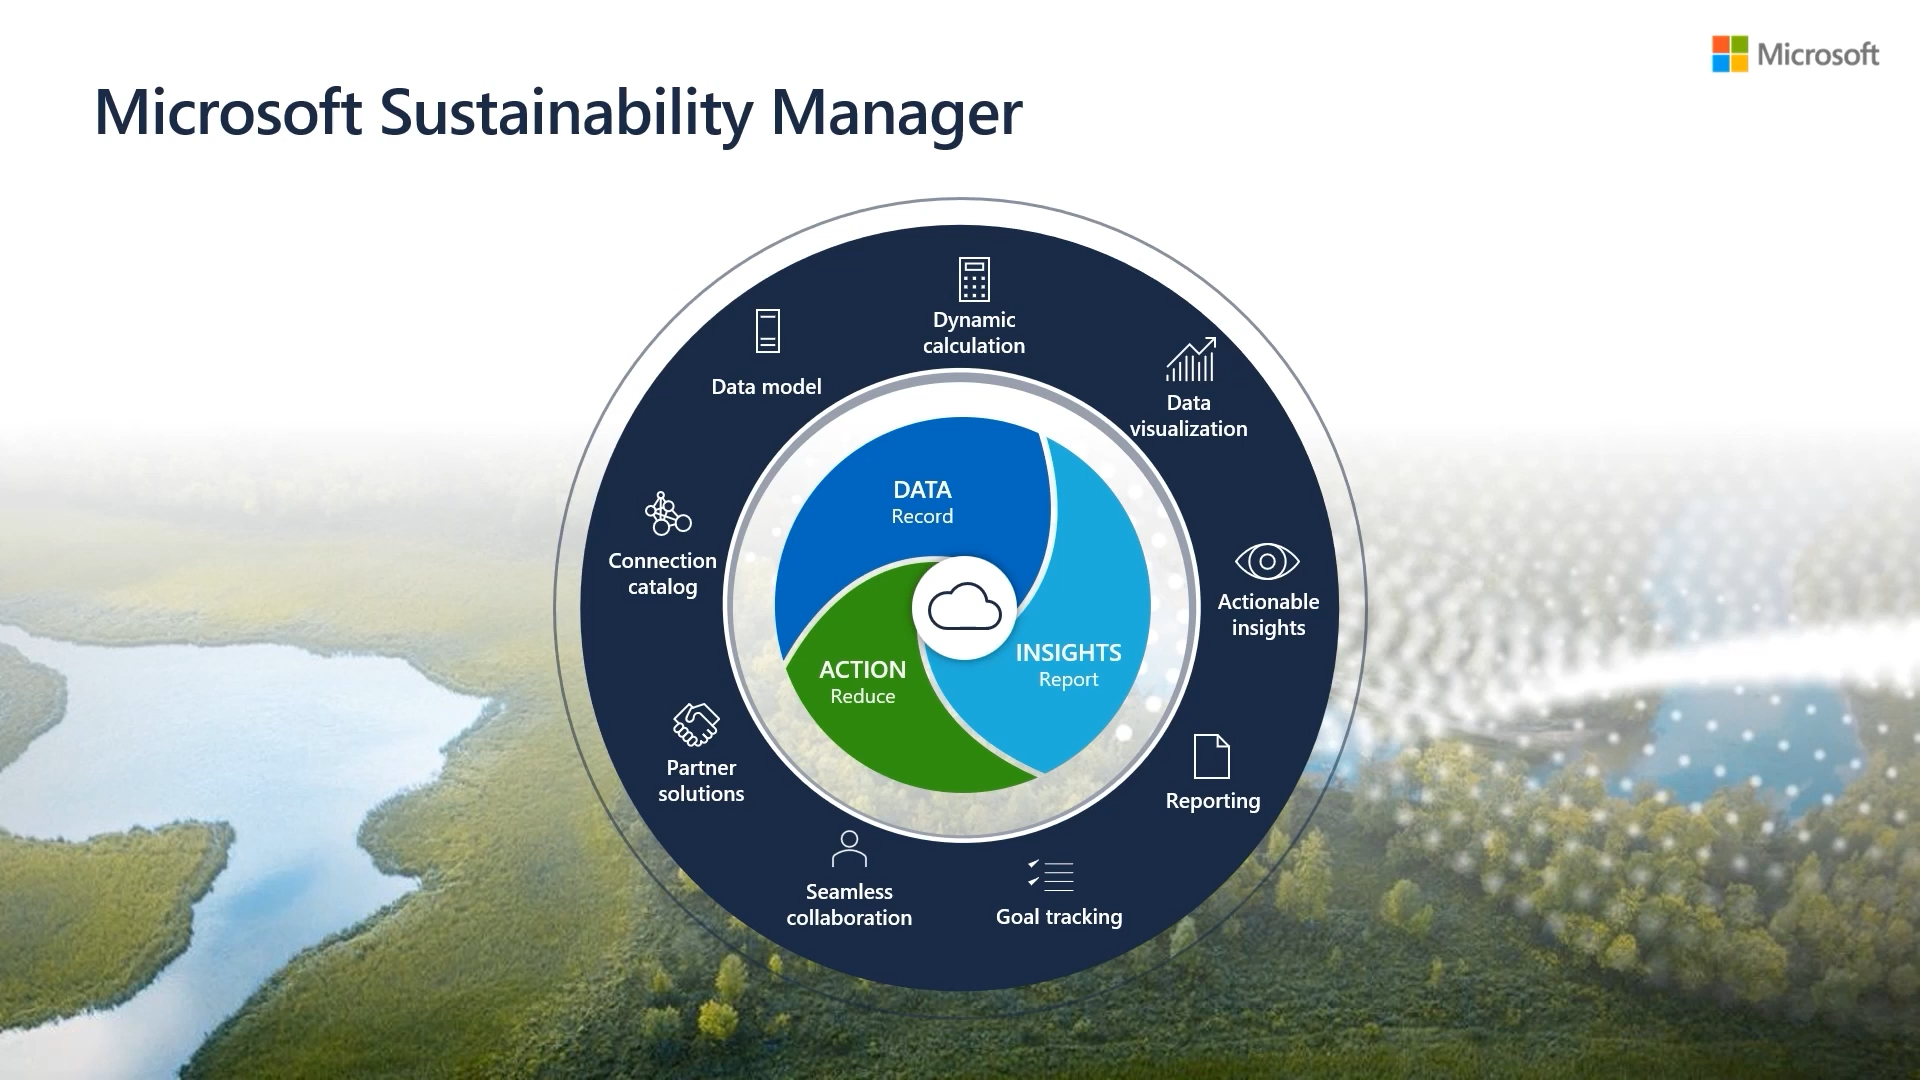 Microsoft
Microsoft Sustainability Manager
Dynamic
calculation
Data model
Data
visualization
Connection
catalog
DATA
Record
Actionable
insights
INSIGHTS
Report
ACTION
Reduce
Partner
solutions
Reporting
Seamless
collaboration
Goal tracking